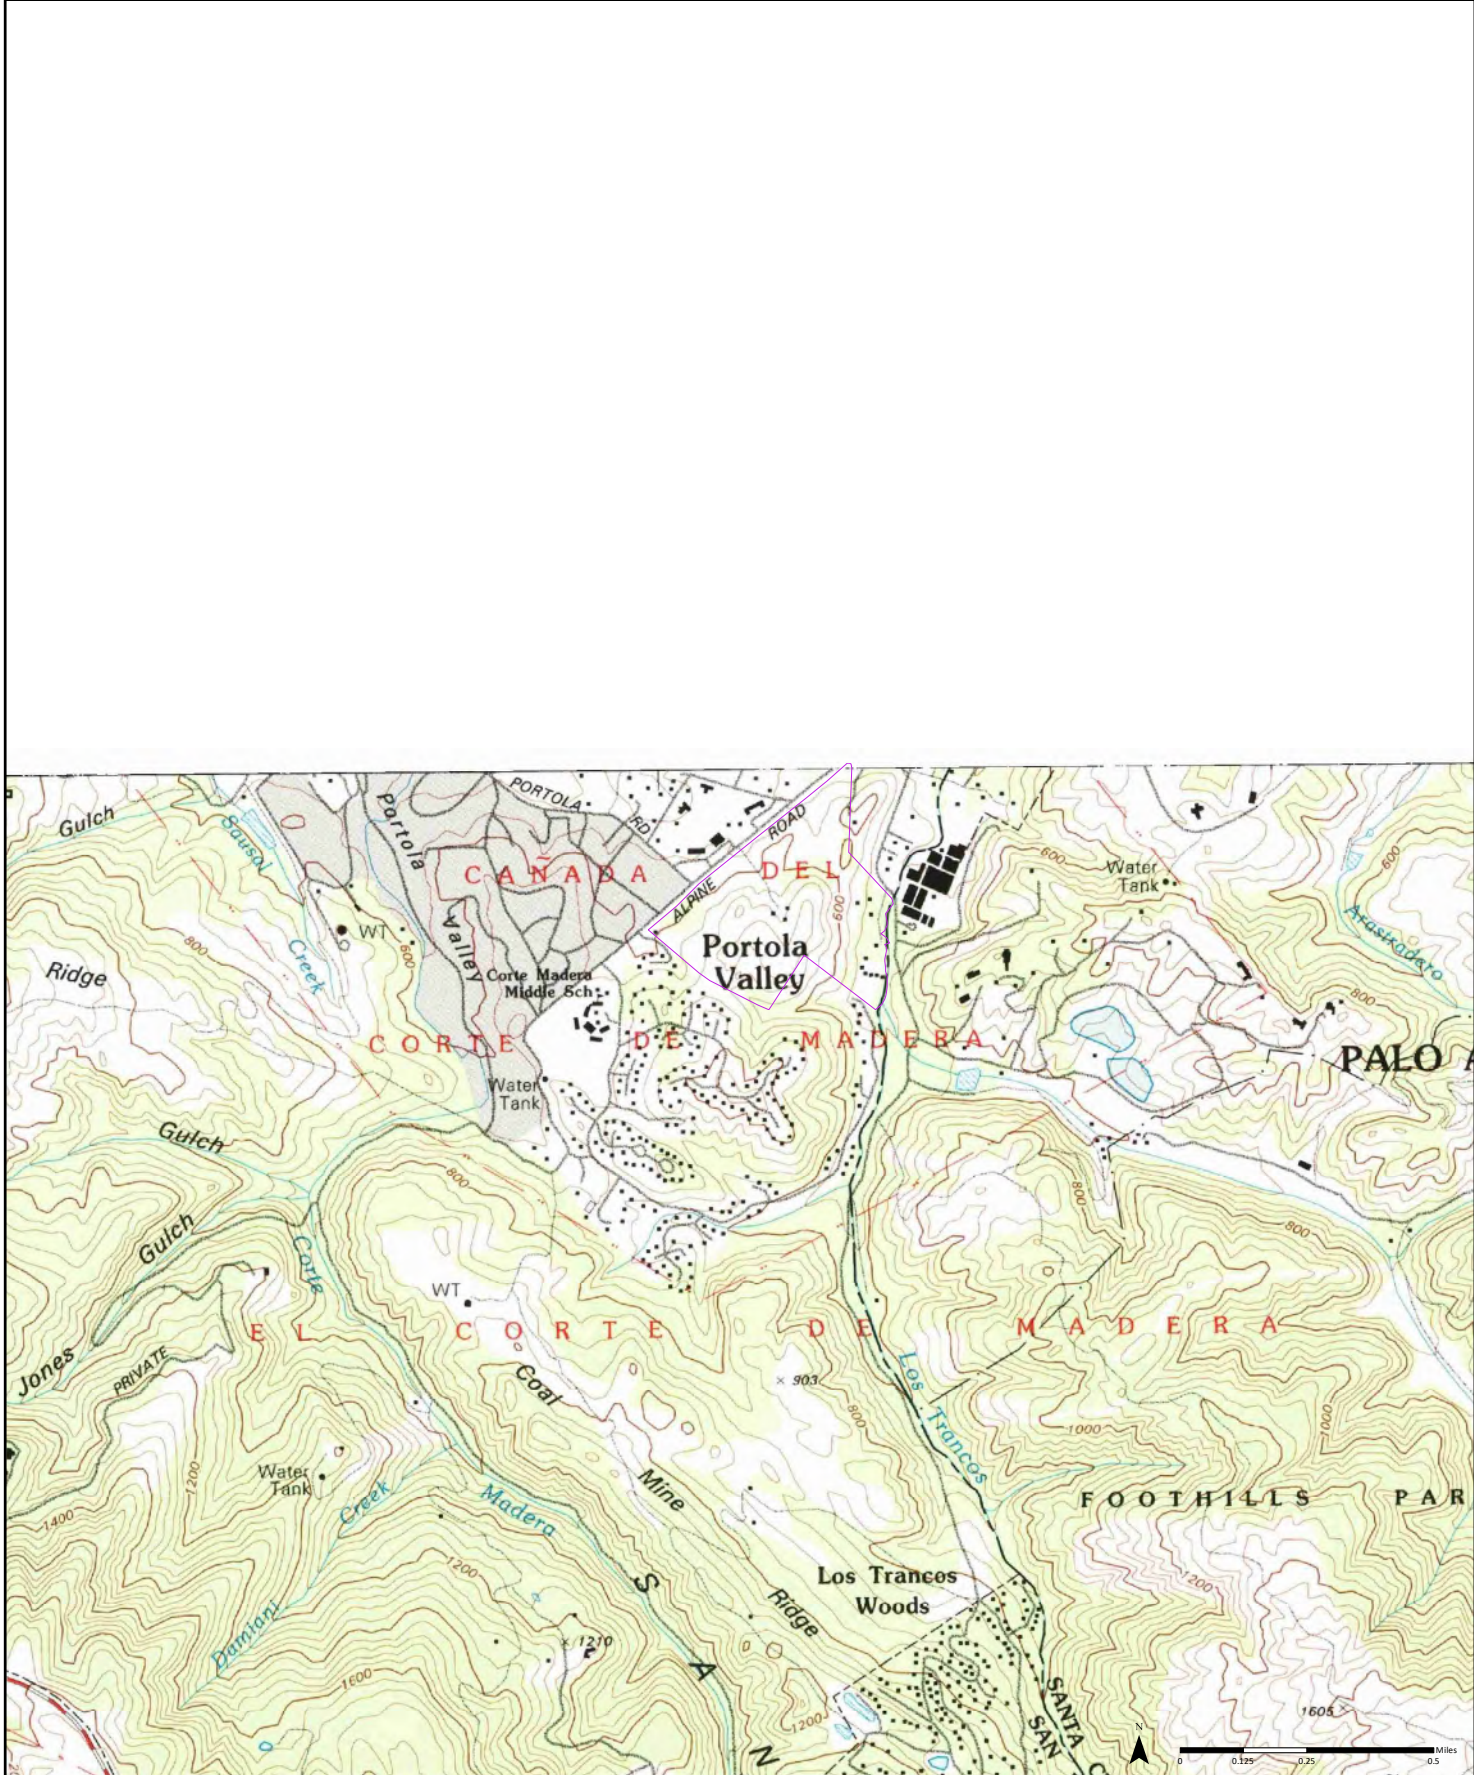 PORTOLA
RD
Portola
Valley
Gulch
Sausal
Creek
ROAD
ALPINE
CAÑADA DEL
600
Water
Tank
600
600
Arastradero
WT
800
600
Ridge
Portola
Valley
Corte Madera
Middle Sch
800
CORTE DE MADERA
PALO A
Water
Tank
Gulch
800
800
800
Gulch
Corte
WT
EL CORTE DE MADERA
Jones
PRIVATE
Coal
903
800
Los
Trancos
1000
1000
1200
Water
Tank
Creek
Madera
Mine
FOOTHILLS PAR
1400
1200
1200
S
Los Trancos
Woods
Ridge
Damiani
1210
1600
A
SANTA C
SAN
1200
1605
N
N
Miles
0 0.125 0.25 0.5